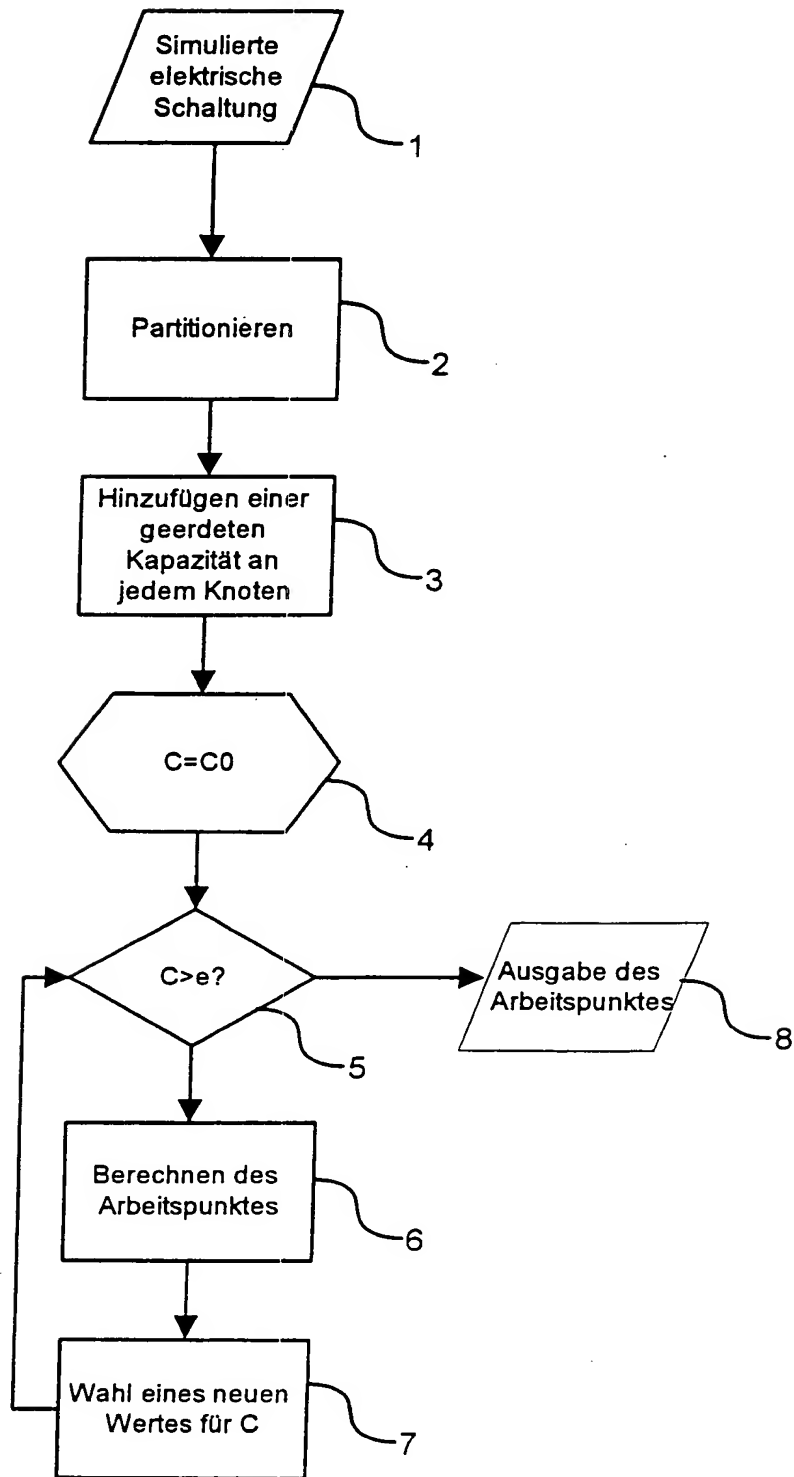 Simulierte
elektrische
Schaltung
1
Partitionieren
2
Hinzufügen einer
geerdeten
Kapazität an
jedem Knoten
3
C=C0
4
C>e?
5
Ausgabe des
Arbeitspunktes
8
Berechnen des
Arbeitspunktes
6
Wahl eines neuen
Wertes für C
7